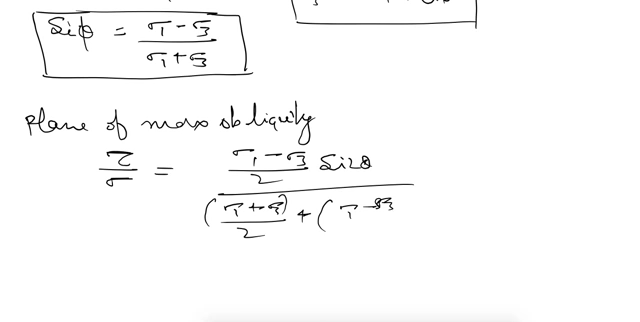 Sinϕ = σ1 - σ3 / σ1 + σ3
Plane of max obliquity
τ / σ = (σ1 - σ3 / 2) Sin2θ / (σ1 + σ3) / 2 + (σ1 - σ3